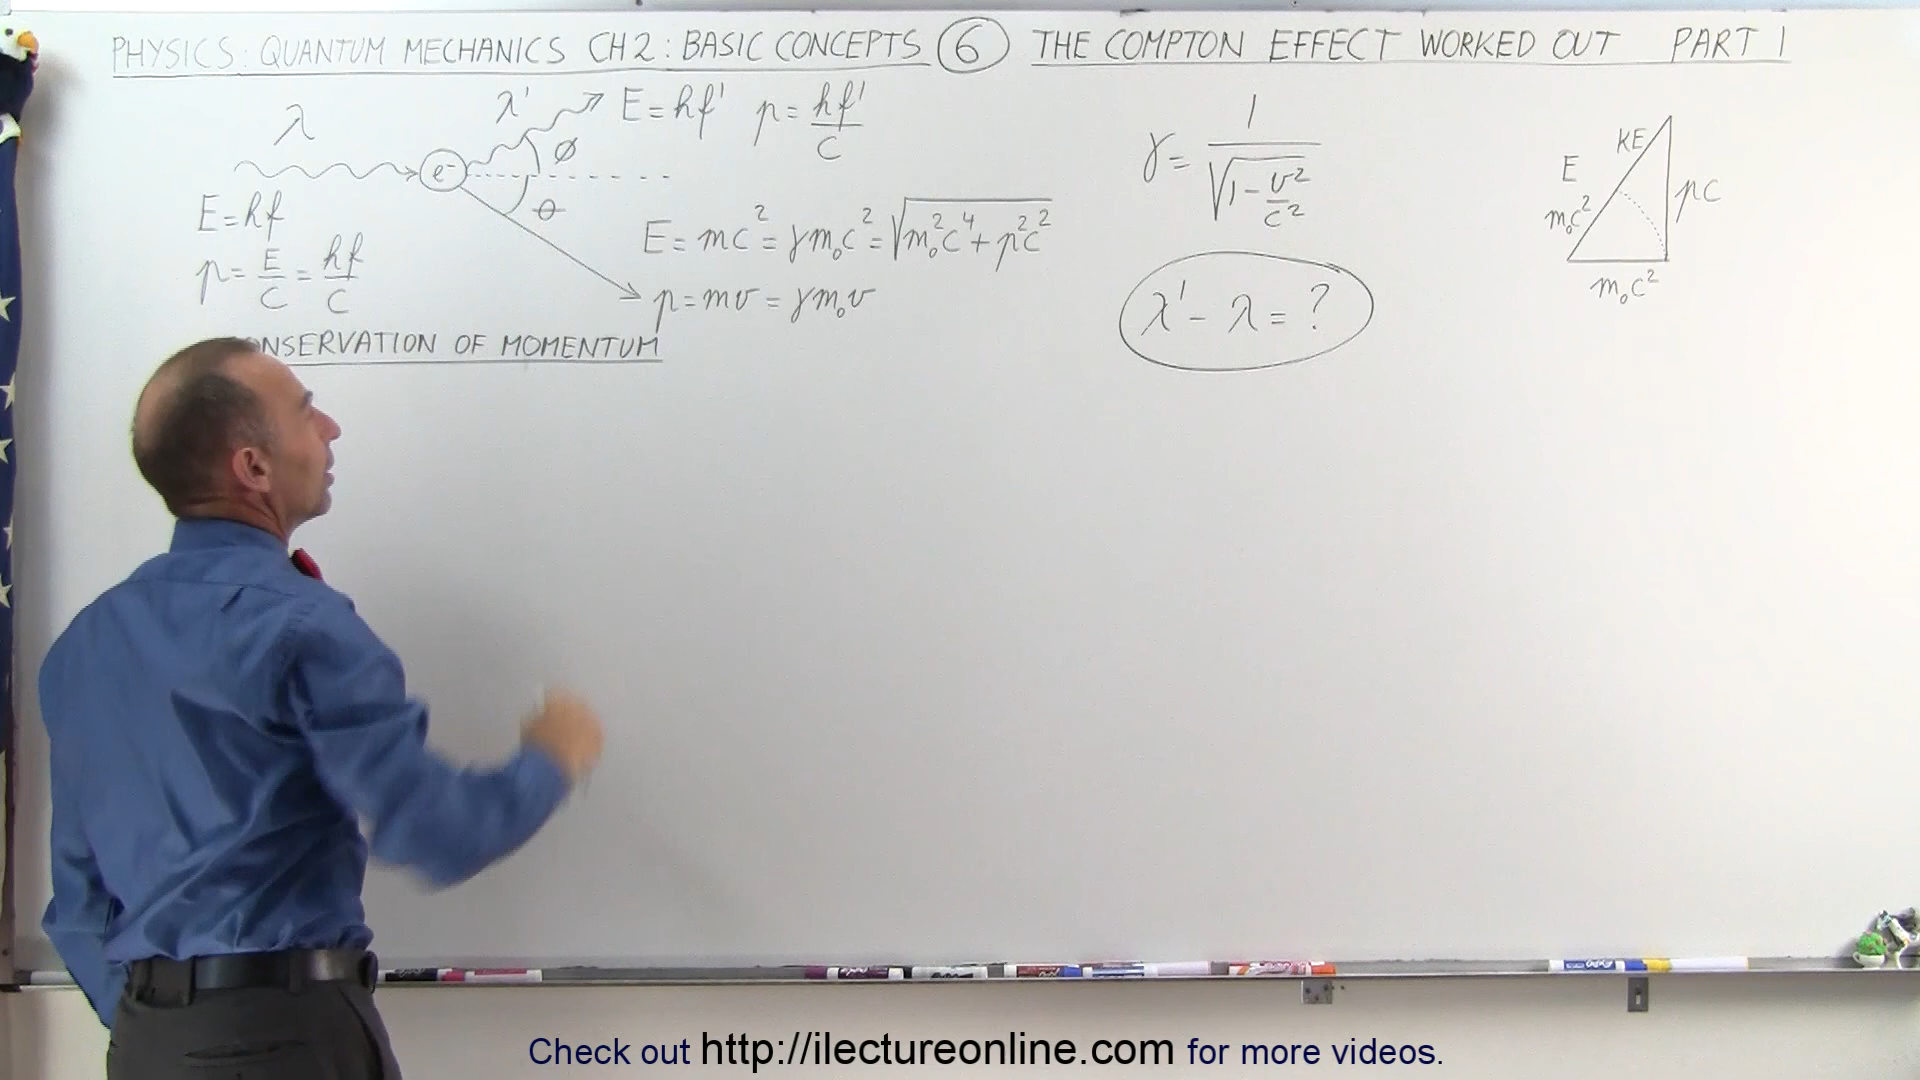 PHYSICS: QUANTUM MECHANICS CH 2: BASIC CONCEPTS 6 THE COMPTON EFFECT WORKED OUT PART 1
λ
λ'
E = hf' p = hf'/C
e⁻
ø
θ
E = hf
p = E/C = hf/C
E = mc² = γm₀c² = √(m₀²c⁴ + p²c²)
p = mv = γm₀v
γ = 1/√(1 - v²/c²)
λ' - λ = ?
KE
E
m₀c²
pc
m₀c²
ONSERVATION OF MOMENTUM
Check out http://ilectureonline.com for more videos.